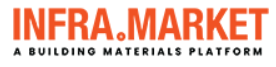 INFRA.MARKET
A BUILDING MATERIALS PLATFORM